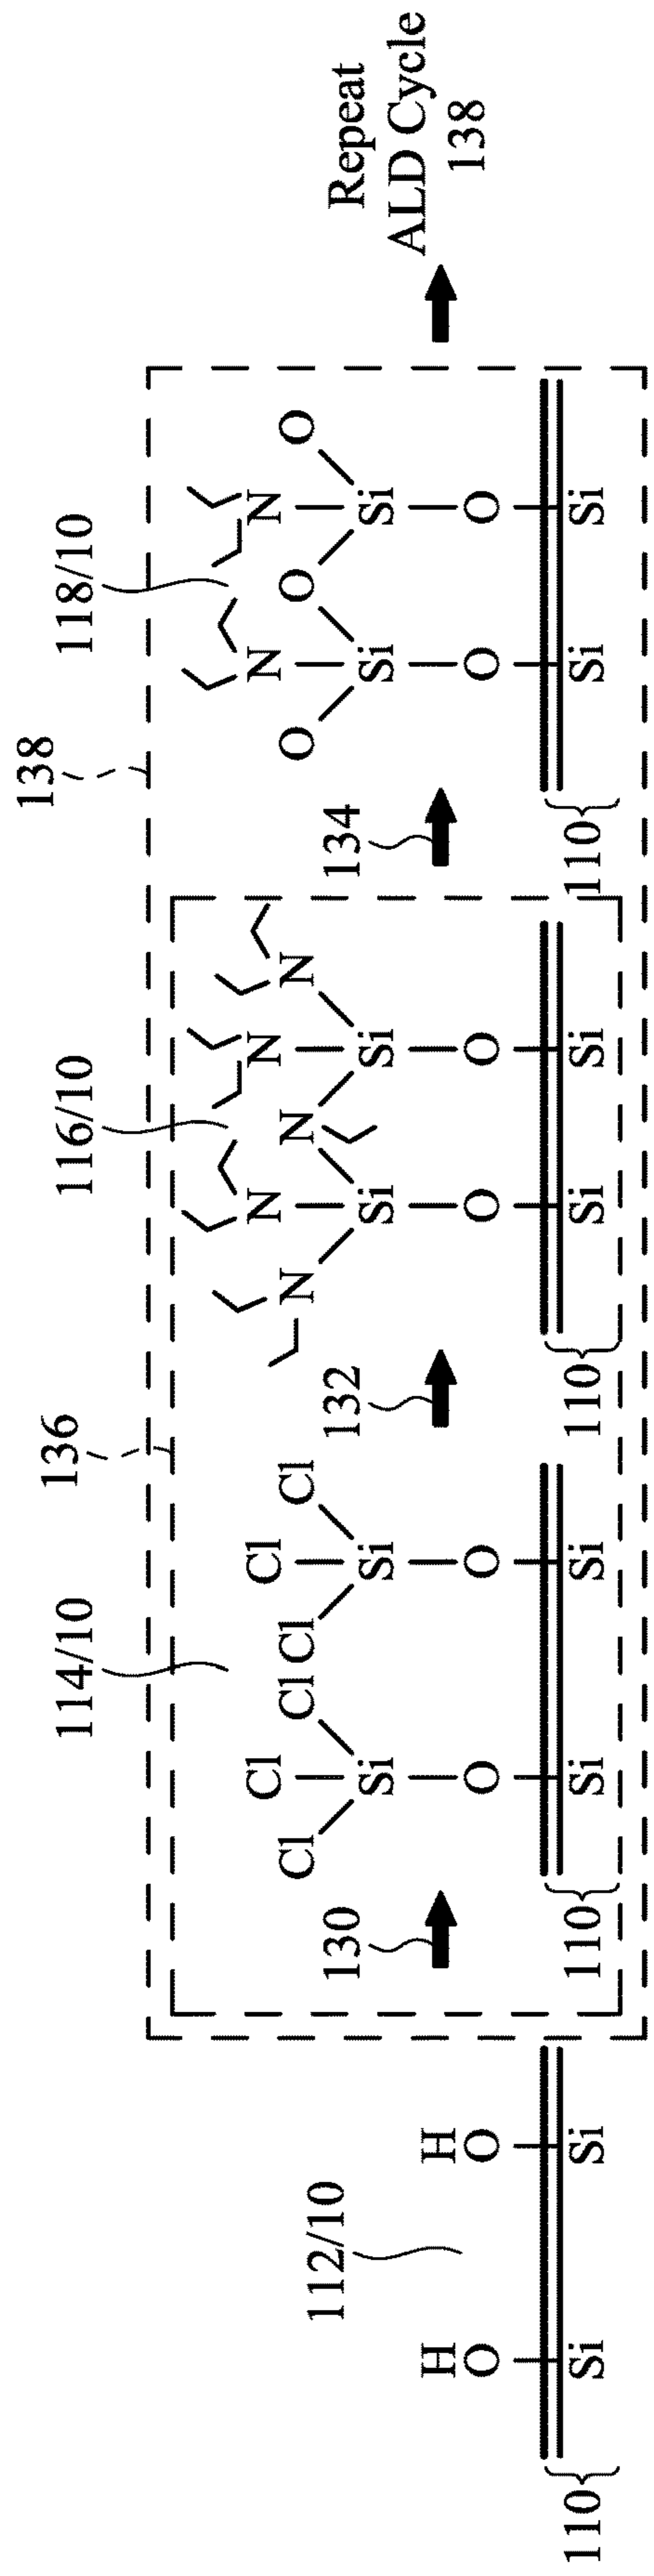 110
112/10
H H
O O
Si Si
136
138
130
114/10
Cl Cl
Cl Cl Cl Cl
Si Si
O O
Si Si
110
132
116/10
N N
N N N
Si Si
O O
Si Si
110
134
118/10
N N
O O O
Si Si
O O
Si Si
110
Repeat
ALD Cycle
138